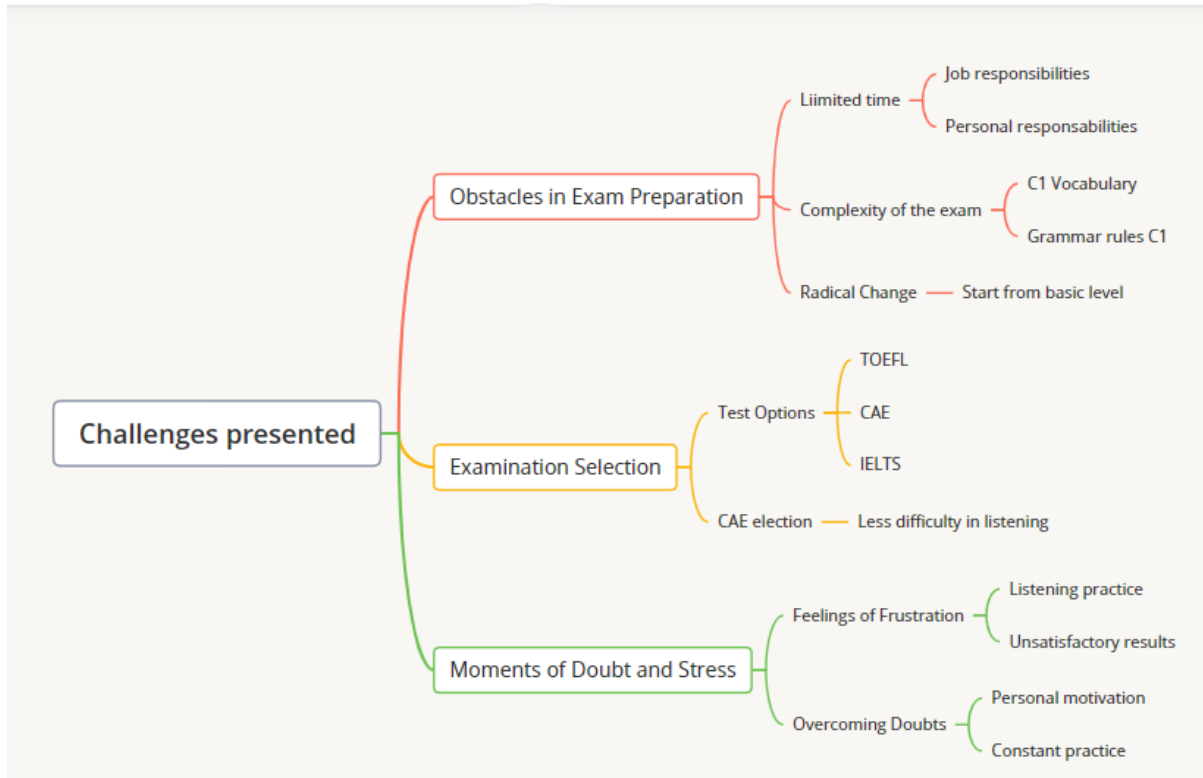 Challenges presented
Obstacles in Exam Preparation
Liimited time
Job responsibilities
Personal responsabilities
Complexity of the exam
C1 Vocabulary
Grammar rules C1
Radical Change
Start from basic level
Examination Selection
Test Options
TOEFL
CAE
IELTS
CAE election
Less difficulty in listening
Moments of Doubt and Stress
Feelings of Frustration
Listening practice
Unsatisfactory results
Overcoming Doubts
Personal motivation
Constant practice